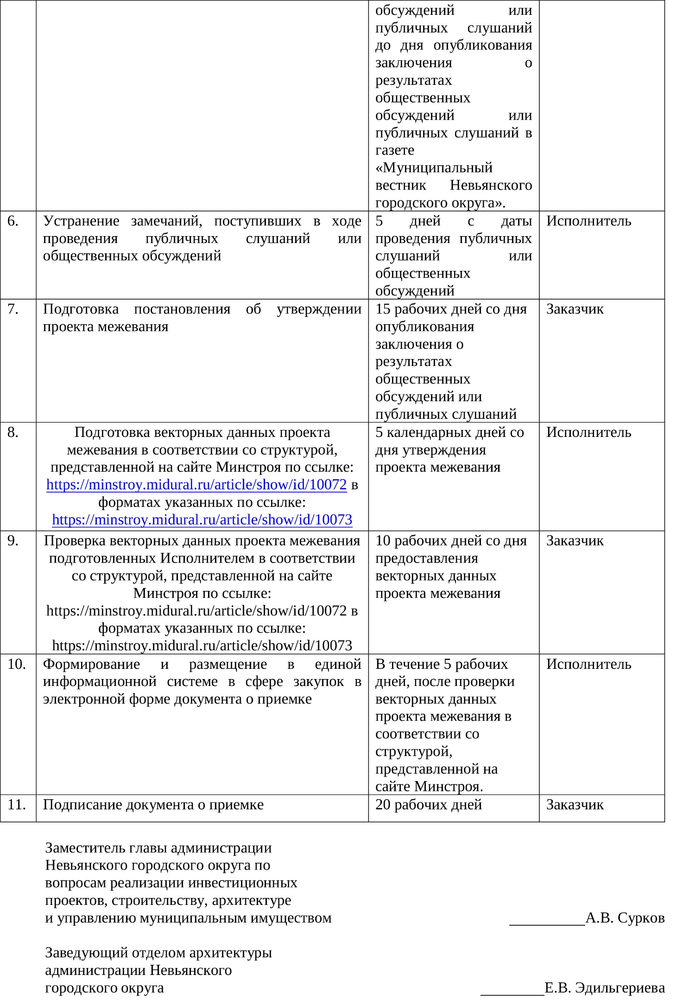 обсуждений или
публичных слушаний
до дня опубликования
заключения о
результатах
общественных
обсуждений или
публичных слушаний в
газете
«Муниципальный
вестник Невьянского
городского округа».
6.
Устранение замечаний, поступивших в ходе
проведения публичных слушаний или
общественных обсуждений
5 дней с даты
проведения публичных
слушаний или
общественных
обсуждений
Исполнитель
7.
Подготовка постановления об утверждении
проекта межевания
15 рабочих дней со дня
опубликования
заключения о
результатах
общественных
обсуждений или
публичных слушаний
Заказчик
8.
Подготовка векторных данных проекта
межевания в соответствии со структурой,
представленной на сайте Минстроя по ссылке:
https://minstroy.midural.ru/article/show/id/10072 в
форматах указанных по ссылке:
https://minstroy.midural.ru/article/show/id/10073
5 календарных дней со
дня утверждения
проекта межевания
Исполнитель
9.
Проверка векторных данных проекта межевания
подготовленных Исполнителем в соответствии
со структурой, представленной на сайте
Минстроя по ссылке:
https://minstroy.midural.ru/article/show/id/10072 в
форматах указанных по ссылке:
https://minstroy.midural.ru/article/show/id/10073
10 рабочих дней со дня
предоставления
векторных данных
проекта межевания
Заказчик
10.
Формирование и размещение в единой
информационной системе в сфере закупок в
электронной форме документа о приемке
В течение 5 рабочих
дней, после проверки
векторных данных
проекта межевания в
соответствии со
структурой,
представленной на
сайте Минстроя.
Исполнитель
11.
Подписание документа о приемке
20 рабочих дней
Заказчик
Заместитель главы администрации
Невьянского городского округа по
вопросам реализации инвестиционных
проектов, строительству, архитектуре
и управлению муниципальным имуществом __________А.В. Сурков
Заведующий отделом архитектуры
администрации Невьянского
городского округа ________Е.В. Эдильгериева